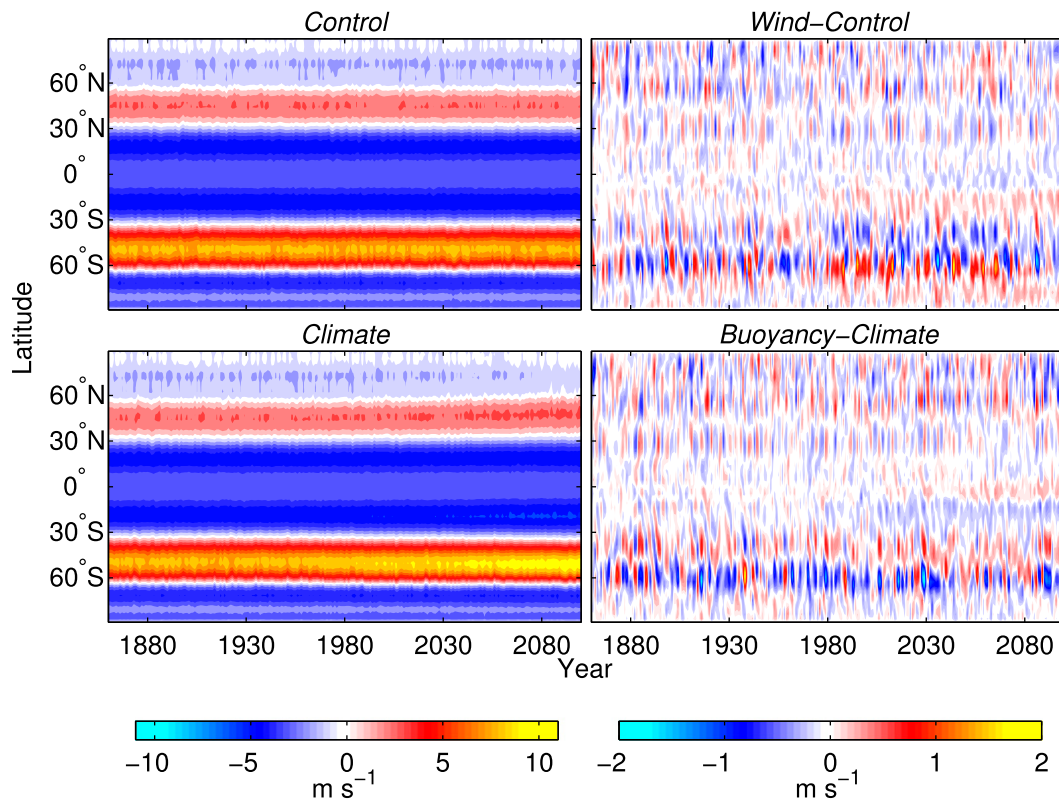 Control
Wind−Control
60°N
30°N
0°
30°S
60°S
Latitude
Climate
Buoyancy−Climate
60°N
30°N
0°
30°S
60°S
1880 1930 1980 2030 2080 1880 1930 1980 2030 2080
Year
−10 −5 0 5 10 −2 −1 0 1 2
m s⁻¹ m s⁻¹